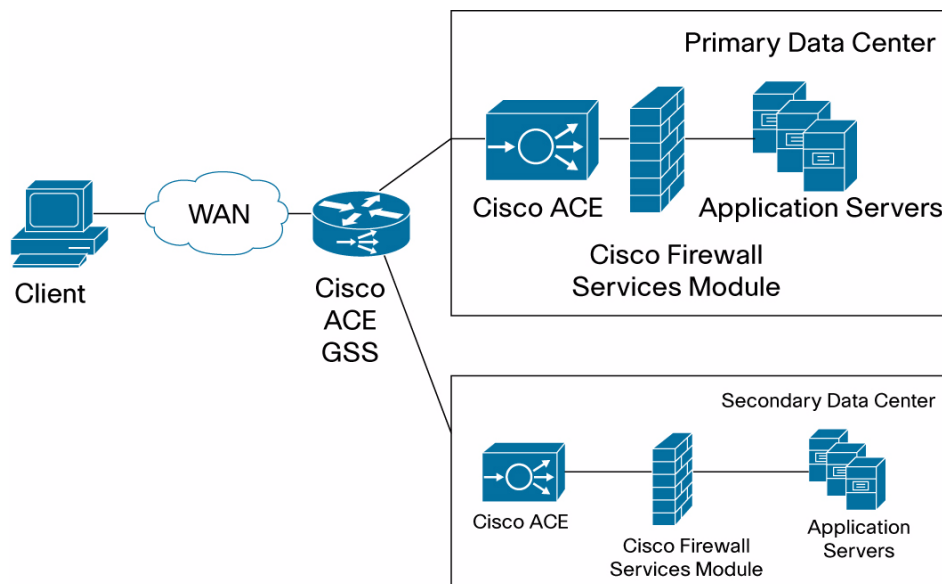 Primary Data Center
Cisco ACE
Application Servers
Cisco Firewall
Services Module
WAN
Client
Cisco
ACE
GSS
Secondary Data Center
Cisco ACE
Cisco Firewall
Services Module
Application
Servers